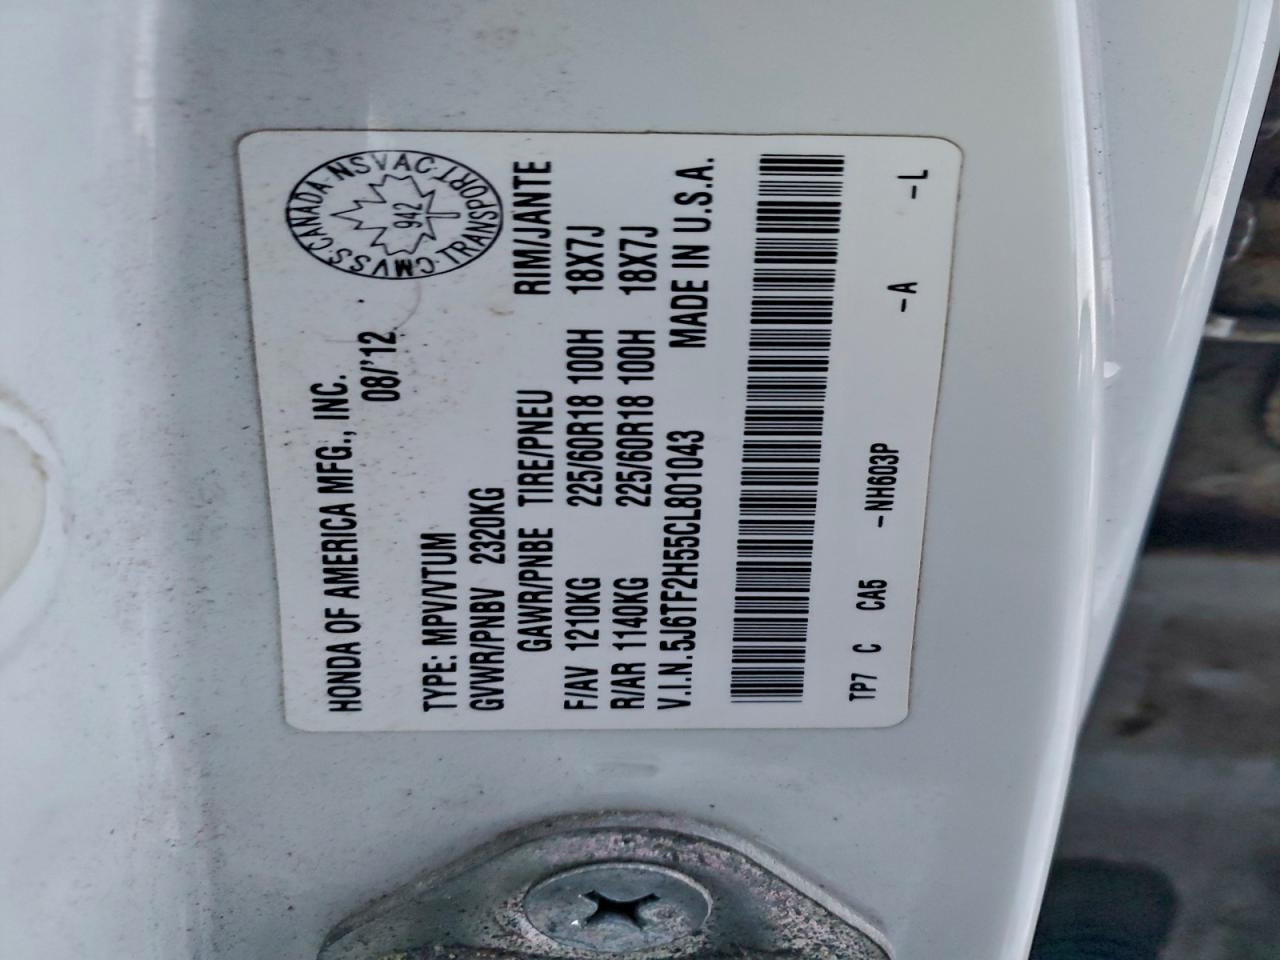 HONDA OF AMERICA MFG., INC.
08/'12
CMVSS·CANADA·NSVAC·TRANSPORT
942
TYPE: MPV/VTUM
GVWR/PNBV 2320KG
GAWR/PNBE TIRE/PNEU RIM/JANTE
F/AV 1210KG 225/60R18 100H 18X7J
R/AR 1140KG 225/60R18 100H 18X7J
V.I.N.5J6TF2H55CL801043 MADE IN U.S.A.
TP7 C CA5 -NH603P -A -L